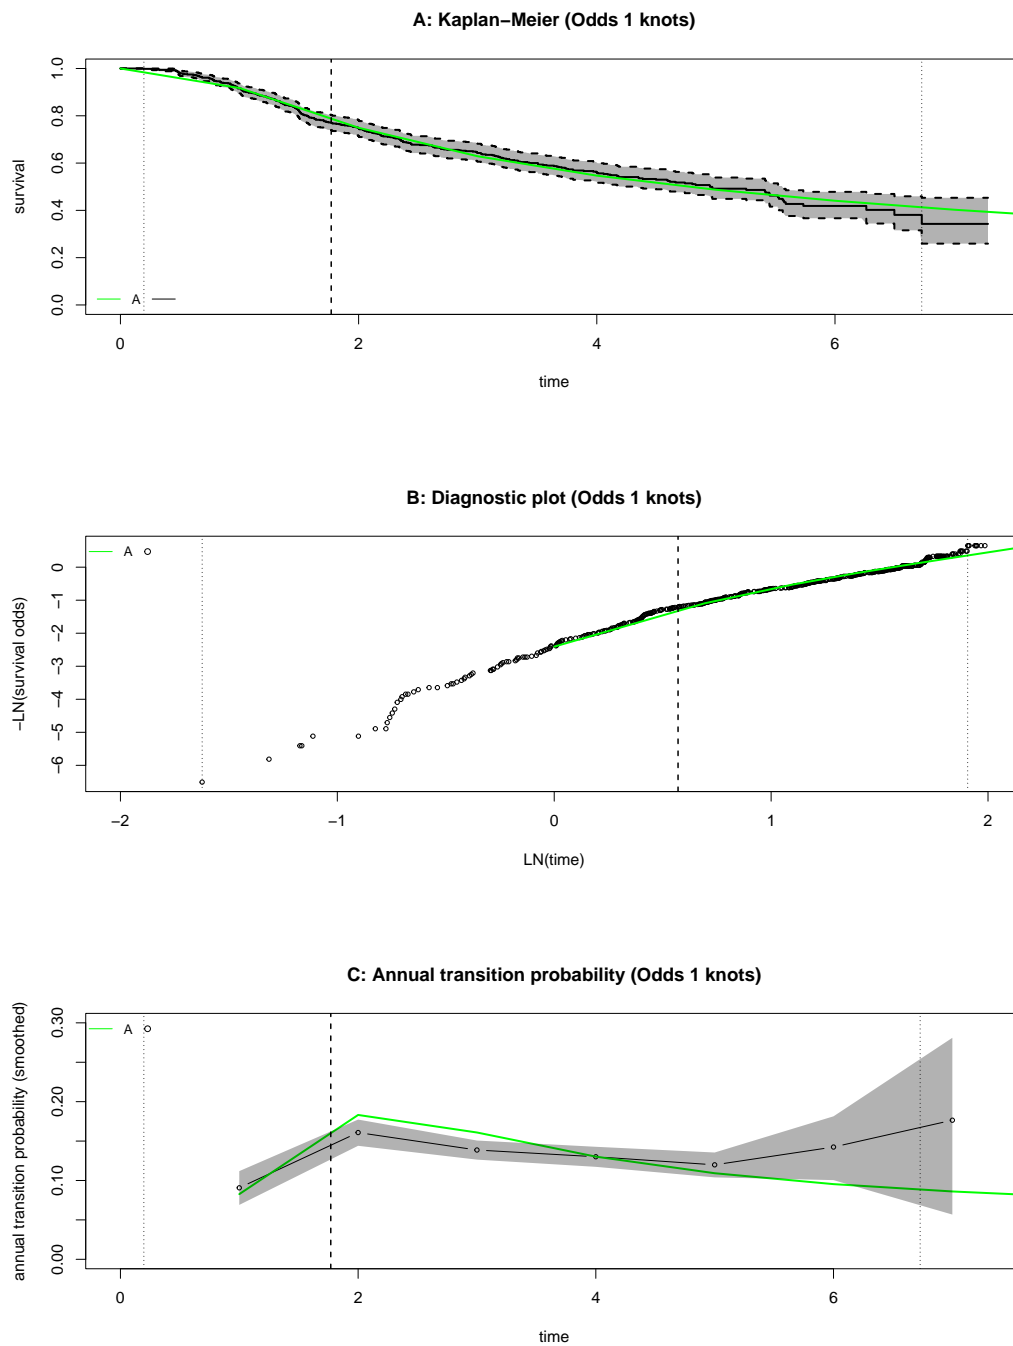 A: Kaplan−Meier (Odds 1 knots)
survival
1.0
0.8
0.6
0.4
0.2
0.0
A
0 2 4 6
time
B: Diagnostic plot (Odds 1 knots)
−LN(survival odds)
A
0
−1
−2
−3
−4
−5
−6
−2 −1 0 1 2
LN(time)
C: Annual transition probability (Odds 1 knots)
annual transition probability (smoothed)
A
0.30
0.20
0.10
0.00
0 2 4 6
time